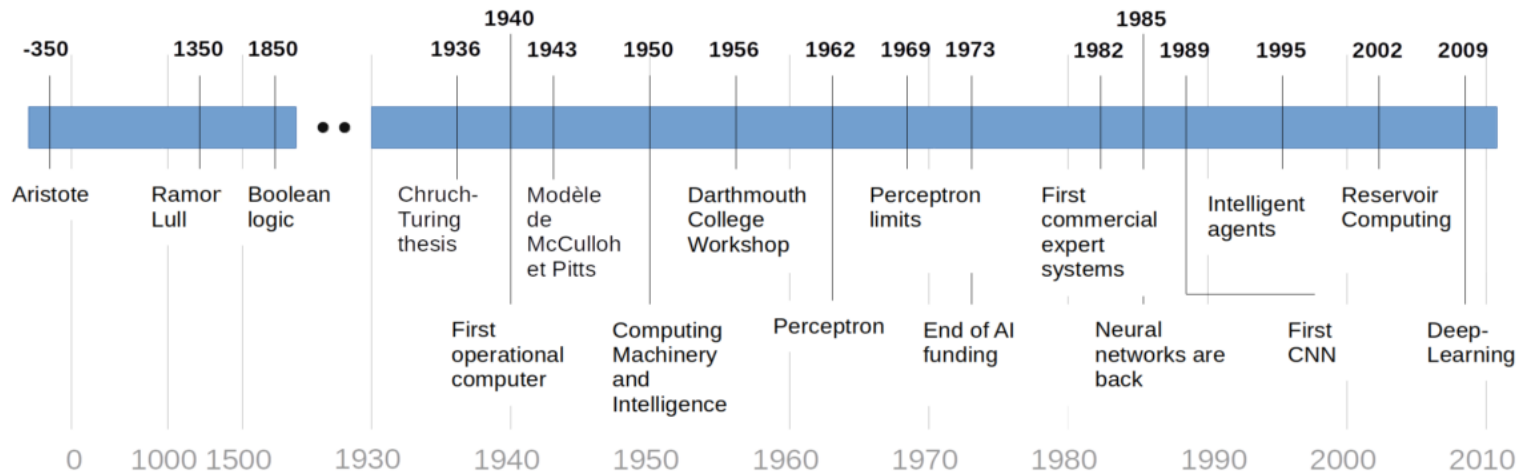 1940
1985
-350
1350
1850
1936
1943
1950
1956
1962
1969
1973
1982
1989
1995
2002
2009
Aristote
Ramor
Lull
Boolean
logic
Chruch-
Turing
thesis
Modèle
de
McCulloh
et Pitts
Darthmouth
College
Workshop
Perceptron
limits
First
commercial
expert
systems
Intelligent
agents
Reservoir
Computing
First
operational
computer
Computing
Machinery
and
Intelligence
Perceptron
End of AI
funding
Neural
networks are
back
First
CNN
Deep-
Learning
0
1000
1500
1930
1940
1950
1960
1970
1980
1990
2000
2010